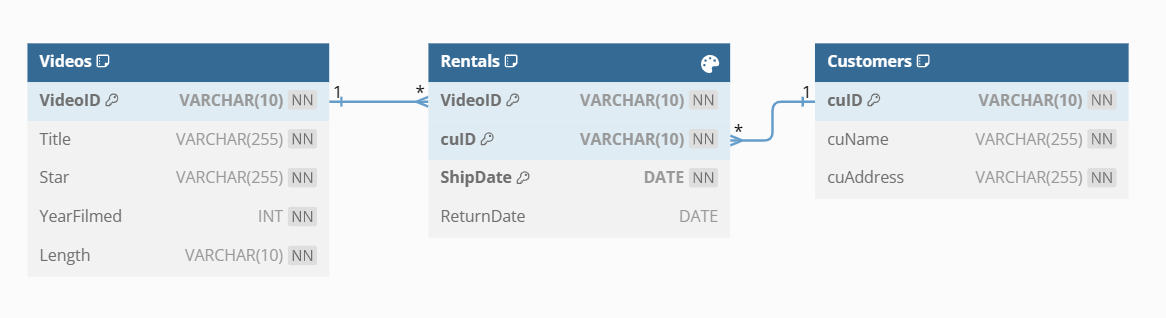 Videos
VideoID VARCHAR(10) NN
Title VARCHAR(255) NN
Star VARCHAR(255) NN
YearFilmed INT NN
Length VARCHAR(10) NN
1 *
Rentals
VideoID VARCHAR(10) NN
cuID VARCHAR(10) NN
ShipDate DATE NN
ReturnDate DATE
* 1
Customers
cuID VARCHAR(10) NN
cuName VARCHAR(255) NN
cuAddress VARCHAR(255) NN